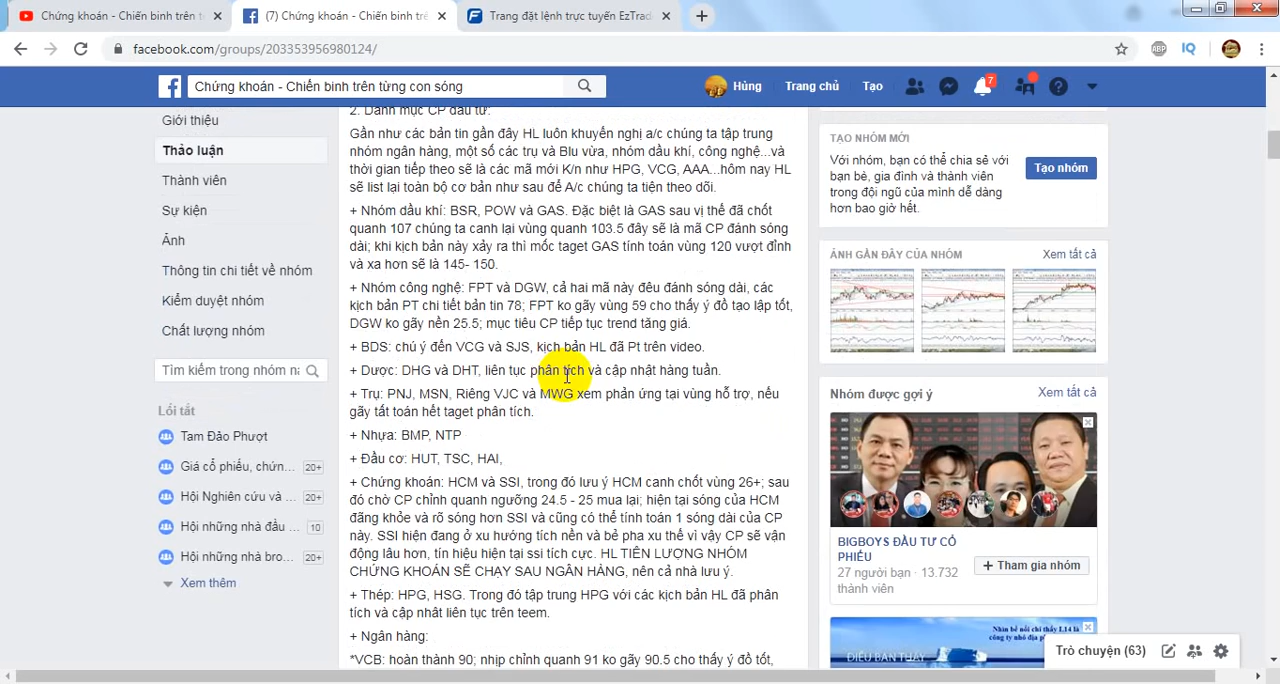 Chứng khoán - Chiến binh trên t
(7) Chứng khoán - Chiến binh trê
Trang đặt lệnh trực tuyến EzTrad
facebook.com/groups/203353956980124/
ABP
IQ
Chứng khoán - Chiến binh trên từng con sóng
Hùng
Trang chủ
Tạo
7
Giới thiệu
Thảo luận
Thành viên
Sự kiện
Ảnh
Thông tin chi tiết về nhóm
Kiểm duyệt nhóm
Chất lượng nhóm
Tìm kiếm trong nhóm nà
Lối tắt
Tam Đảo Phượt
Giá cổ phiếu, chứn... 20+
Hội Nghiên cứu và ... 20+
Hội những nhà đầu ... 10
Hội những nhà bro... 20+
Xem thêm
2. Danh mục CP đầu tư:
Gần như các bản tin gần đây HL luôn khuyến nghị a/c chúng ta tập trung
nhóm ngân hàng, một số các trụ và Blu vừa, nhóm dầu khí, công nghệ...và
thời gian tiếp theo sẽ là các mã mới K/n như HPG, VCG, AAA...hôm nay HL
sẽ list lại toàn bộ cơ bản như sau để A/c chúng ta tiện theo dõi.
+ Nhóm dầu khí: BSR, POW và GAS. Đặc biệt là GAS sau vị thế đã chốt
quanh 107 chúng ta canh lại vùng quanh 103.5 đây sẽ là mã CP đánh sóng
dài; khi kịch bản này xảy ra thì mốc taget GAS tính toán vùng 120 vượt đỉnh
và xa hơn sẽ là 145- 150.
+ Nhóm công nghệ: FPT và DGW, cả hai mã này đều đánh sóng dài, các
kịch bản PT chi tiết bản tin 78; FPT ko gãy vùng 59 cho thấy ý đồ tạo lập tốt,
DGW ko gãy nền 25.5; mục tiêu CP tiếp tục trend tăng giá.
+ BDS: chú ý đến VCG và SJS, kịch bản HL đã Pt trên video.
+ Dược: DHG và DHT, liên tục phân tích và cập nhật hàng tuần.
+ Trụ: PNJ, MSN, Riêng VJC và MWG xem phản ứng tại vùng hỗ trợ, nếu
gãy tất toán hết taget phân tích.
+ Nhựa: BMP, NTP
+ Đầu cơ: HUT, TSC, HAI,
+ Chứng khoán: HCM và SSI, trong đó lưu ý HCM canh chốt vùng 26+; sau
đó chờ CP chỉnh quanh ngưỡng 24.5 - 25 mua lại; hiện tại sóng của HCM
đang khỏe và rõ sóng hơn SSI và cũng có thể tính toán 1 sóng dài của CP
này. SSI hiện đang ở xu hướng tích nền và bẻ pha xu thế vì vậy CP sẽ vận
động lâu hơn, tín hiệu hiện tại ssi tích cực. HL TIÊN LƯỢNG NHÓM
CHỨNG KHOÁN SẼ CHẠY SAU NGÂN HÀNG, nên cả nhà lưu ý.
+ Thép: HPG, HSG. Trong đó tập trung HPG với các kịch bản HL đã phân
tích và cập nhật liên tục trên teem.
+ Ngân hàng:
*VCB: hoàn thành 90; nhịp chỉnh quanh 91 ko gãy 90.5 cho thấy ý đồ tốt,
TẠO NHÓM MỚI
Với nhóm, bạn có thể chia sẻ với
bạn bè, gia đình và thành viên
trong đội ngũ của mình dễ dàng
hơn bao giờ hết.
Tạo nhóm
ẢNH GẦN ĐÂY CỦA NHÓM
Xem tất cả
Nhóm được gợi ý
Xem tất cả
BIGBOYS ĐẦU TƯ CỔ
PHIẾU
27 người bạn · 13.732
thành viên
+ Tham gia nhóm
Nhìn bề nổi chỉ thấy L14 là
ĐIỀU BẠN THẤY
Trò chuyện (63)